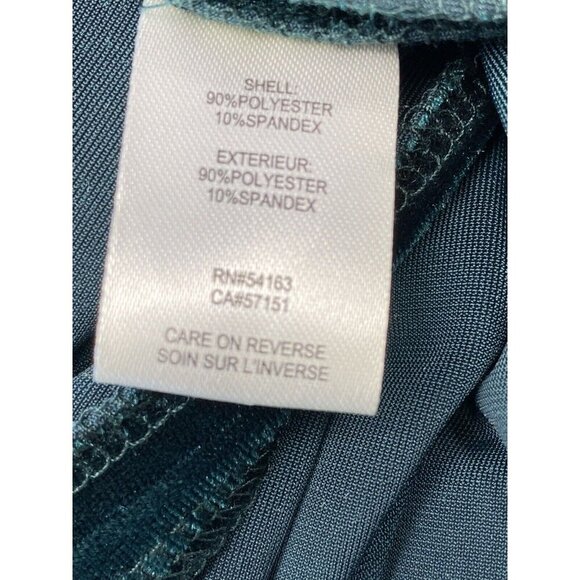 SHELL:
90%POLYESTER
10%SPANDEX
EXTERIEUR:
90%POLYESTER
10%SPANDEX
RN#54163
CA#57151
CARE ON REVERSE
SOIN SUR L'INVERSE